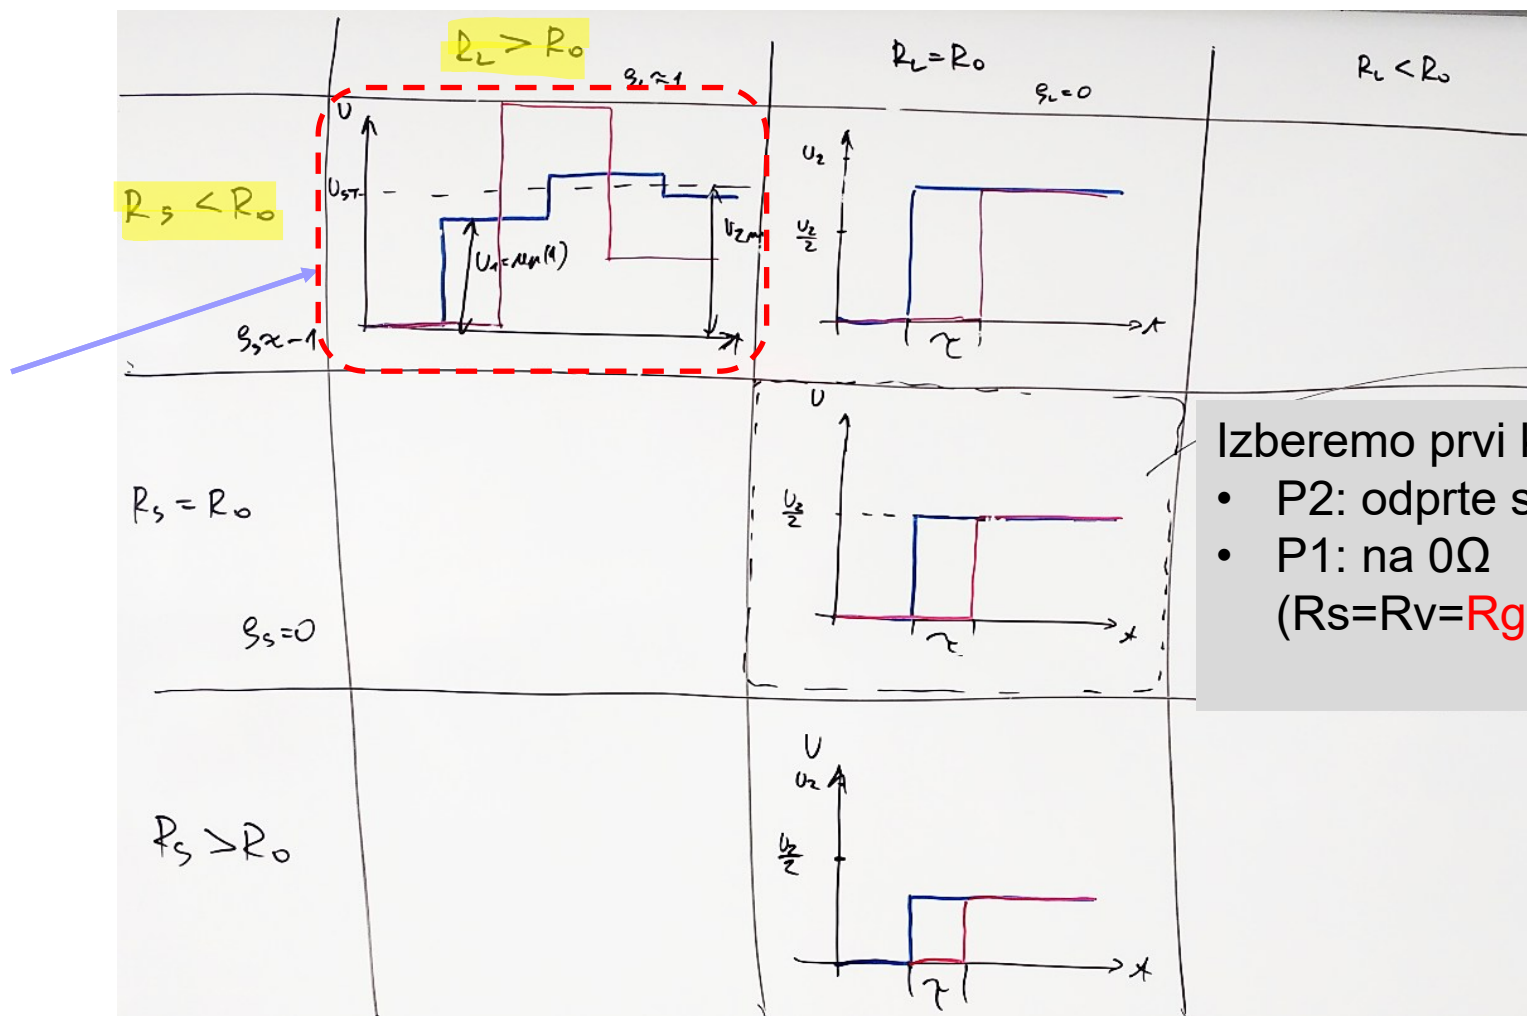 R_L > R_0
R_L = R_0
R_L < R_0
ρ_L ≈ 1
ρ_L = 0
R_S < R_0
ρ_S ≈ -1
U
U_ST
U_1 =
t
U_2
U_2/2
τ
t
R_S = R_0
ρ_S = 0
U
U_2/2
τ
t
Izberemo prvi
• P2: odprte s
• P1: na 0Ω
(Rs=Rv=Rg
R_S > R_0
U
U_2
U_2/2
τ
t